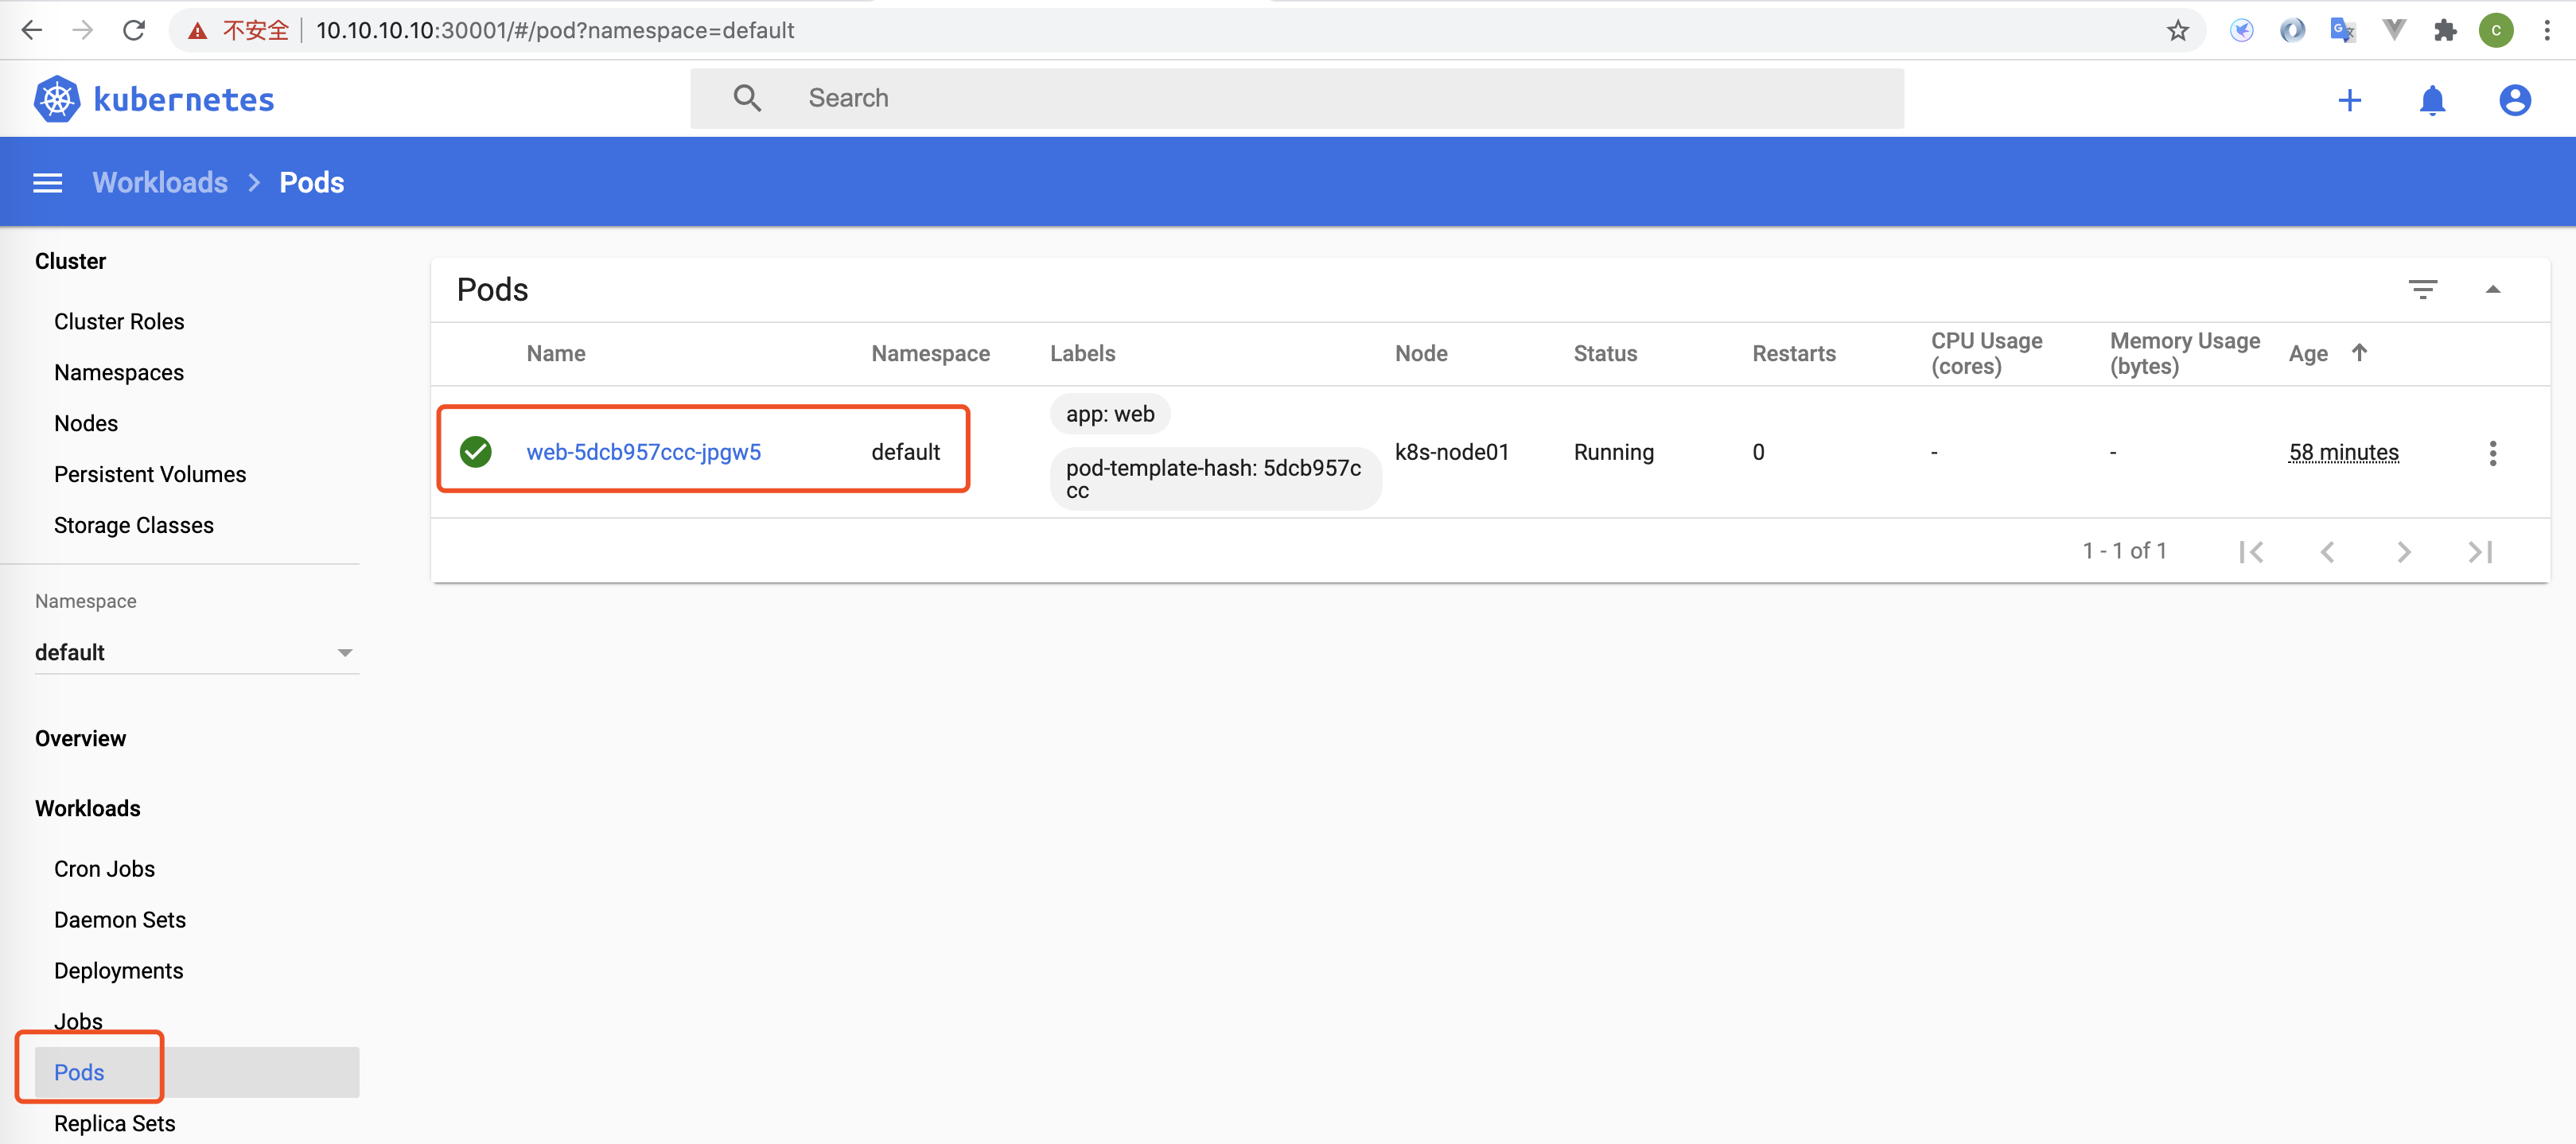 不安全 10.10.10.10:30001/#/pod?namespace=default
C
kubernetes
Search
Workloads > Pods
Cluster
Cluster Roles
Namespaces
Nodes
Persistent Volumes
Storage Classes
Namespace
default
Overview
Workloads
Cron Jobs
Daemon Sets
Deployments
Jobs
Pods
Replica Sets
Pods
Name Namespace Labels Node Status Restarts CPU Usage (cores) Memory Usage (bytes) Age
web-5dcb957ccc-jpgw5 default app: web k8s-node01 Running 0 - - 58 minutes
pod-template-hash: 5dcb957c
cc
1 - 1 of 1